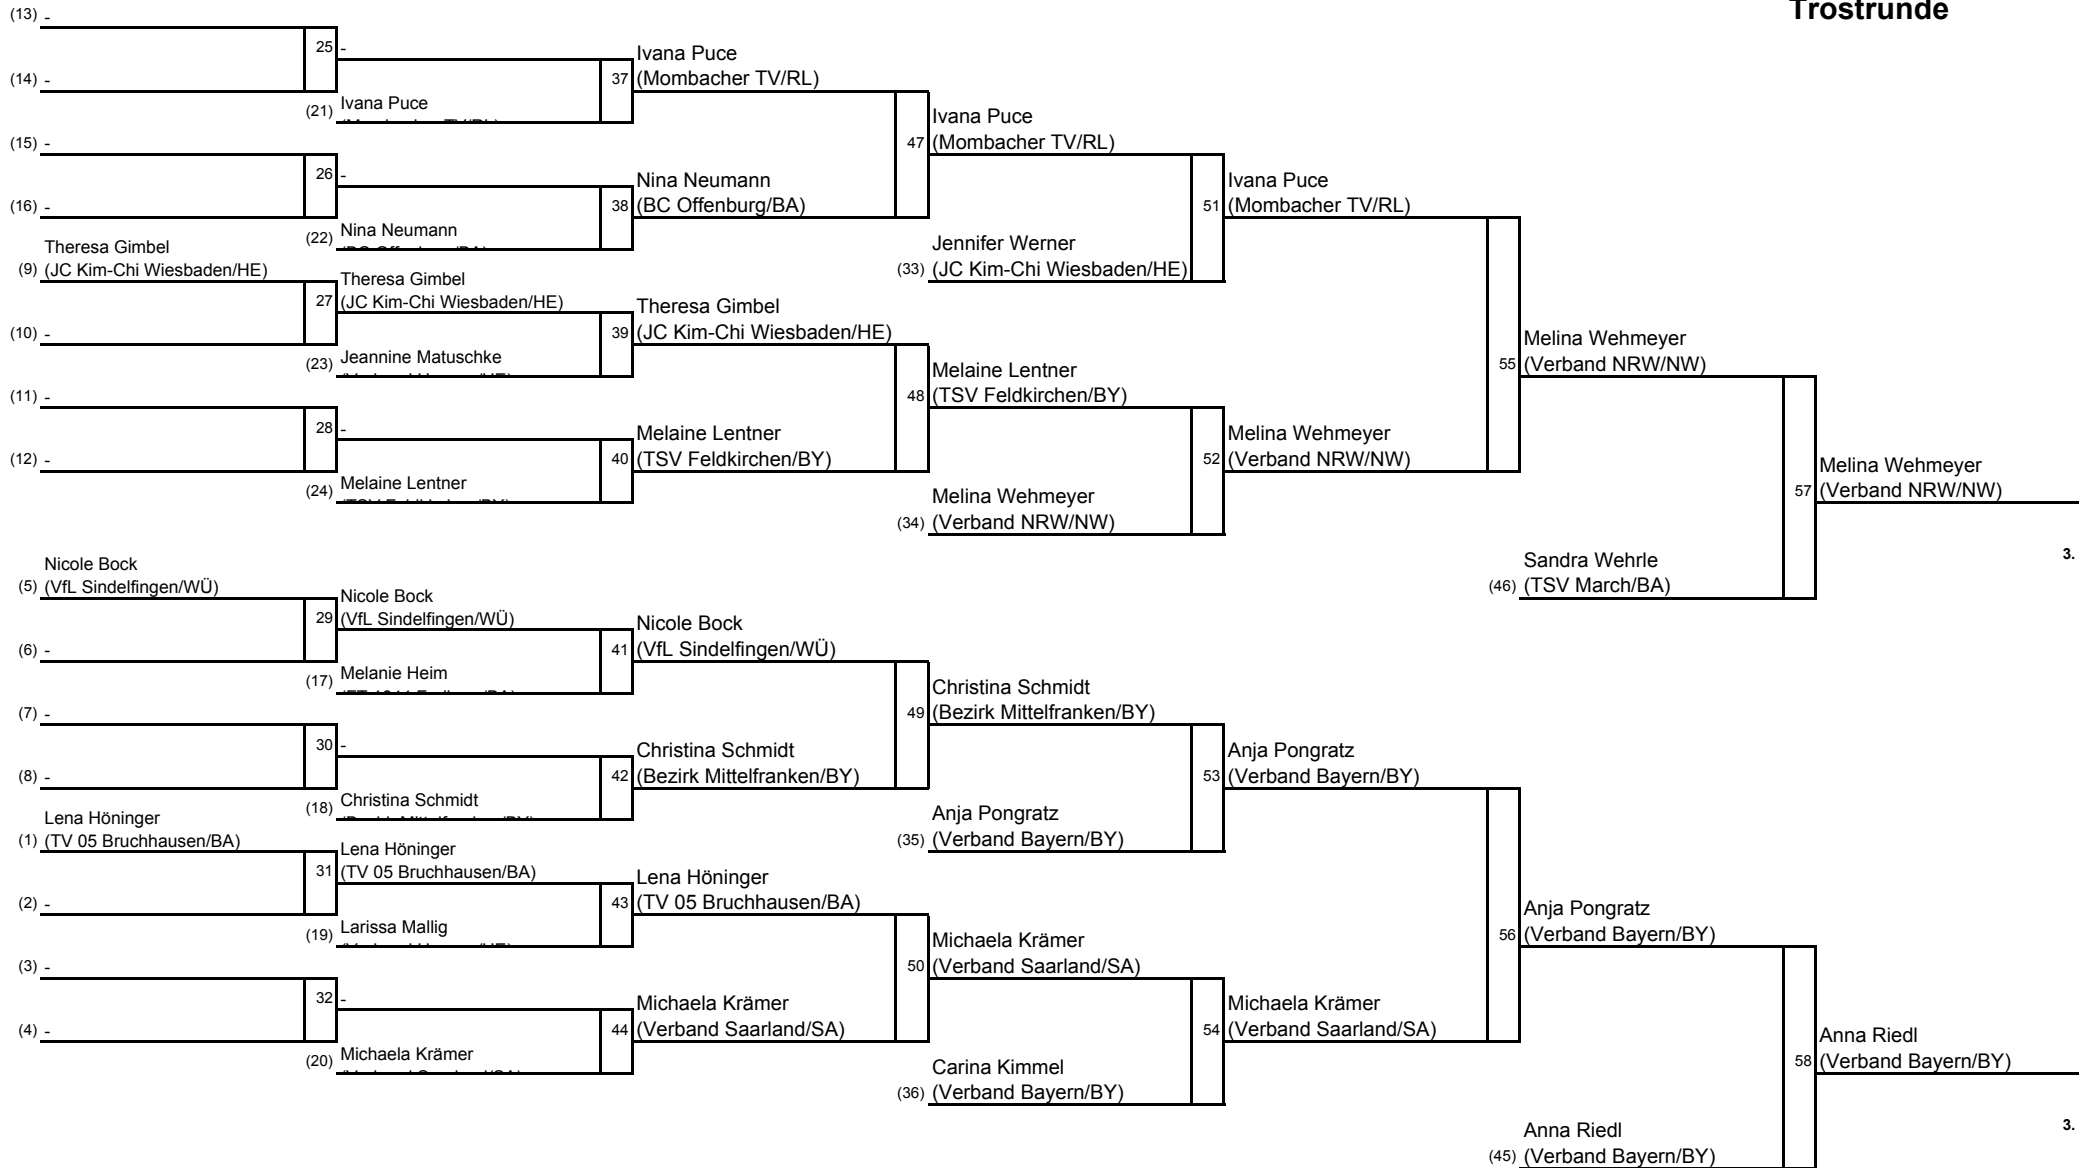 Trostrunde
(13) -
25 -
Ivana Puce
37 (Mombacher TV/RL)
(14) -
(21) Ivana Puce
Ivana Puce
47 (Mombacher TV/RL)
(15) -
26 -
Nina Neumann
38 (BC Offenburg/BA)
Ivana Puce
51 (Mombacher TV/RL)
(16) -
(22) Nina Neumann
Jennifer Werner
(33) (JC Kim-Chi Wiesbaden/HE)
Theresa Gimbel
(9) (JC Kim-Chi Wiesbaden/HE)
Theresa Gimbel
27 (JC Kim-Chi Wiesbaden/HE)
Theresa Gimbel
39 (JC Kim-Chi Wiesbaden/HE)
(10) -
(23) Jeannine Matuschke
Melina Wehmeyer
55 (Verband NRW/NW)
Melaine Lentner
48 (TSV Feldkirchen/BY)
(11) -
28 -
Melaine Lentner
40 (TSV Feldkirchen/BY)
Melina Wehmeyer
52 (Verband NRW/NW)
(12) -
(24) Melaine Lentner
Melina Wehmeyer
57 (Verband NRW/NW)
Melina Wehmeyer
(34) (Verband NRW/NW)
3.
Sandra Wehrle
(46) (TSV March/BA)
Nicole Bock
(5) (VfL Sindelfingen/WÜ)
Nicole Bock
29 (VfL Sindelfingen/WÜ)
Nicole Bock
41 (VfL Sindelfingen/WÜ)
(6) -
(17) Melanie Heim
Christina Schmidt
49 (Bezirk Mittelfranken/BY)
(7) -
30 -
Christina Schmidt
42 (Bezirk Mittelfranken/BY)
Anja Pongratz
53 (Verband Bayern/BY)
(8) -
(18) Christina Schmidt
Anja Pongratz
(35) (Verband Bayern/BY)
Lena Höninger
(1) (TV 05 Bruchhausen/BA)
Lena Höninger
31 (TV 05 Bruchhausen/BA)
Lena Höninger
43 (TV 05 Bruchhausen/BA)
(2) -
(19) Larissa Mallig
Anja Pongratz
56 (Verband Bayern/BY)
Michaela Krämer
50 (Verband Saarland/SA)
(3) -
32 -
Michaela Krämer
44 (Verband Saarland/SA)
Michaela Krämer
54 (Verband Saarland/SA)
(4) -
(20) Michaela Krämer
Carina Kimmel
(36) (Verband Bayern/BY)
Anna Riedl
58 (Verband Bayern/BY)
3.
Anna Riedl
(45) (Verband Bayern/BY)